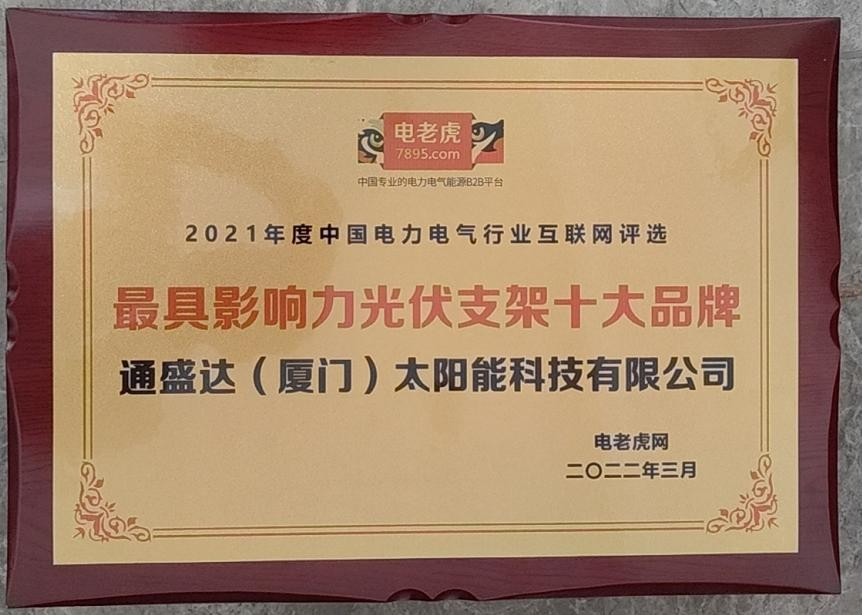 电老虎
7895.com
中国专业的电力电气能源B2B平台
2021年度中国电力电气行业互联网评选
最具影响力光伏支架十大品牌
通盛达（厦门）太阳能科技有限公司
电老虎网
二〇二二年三月